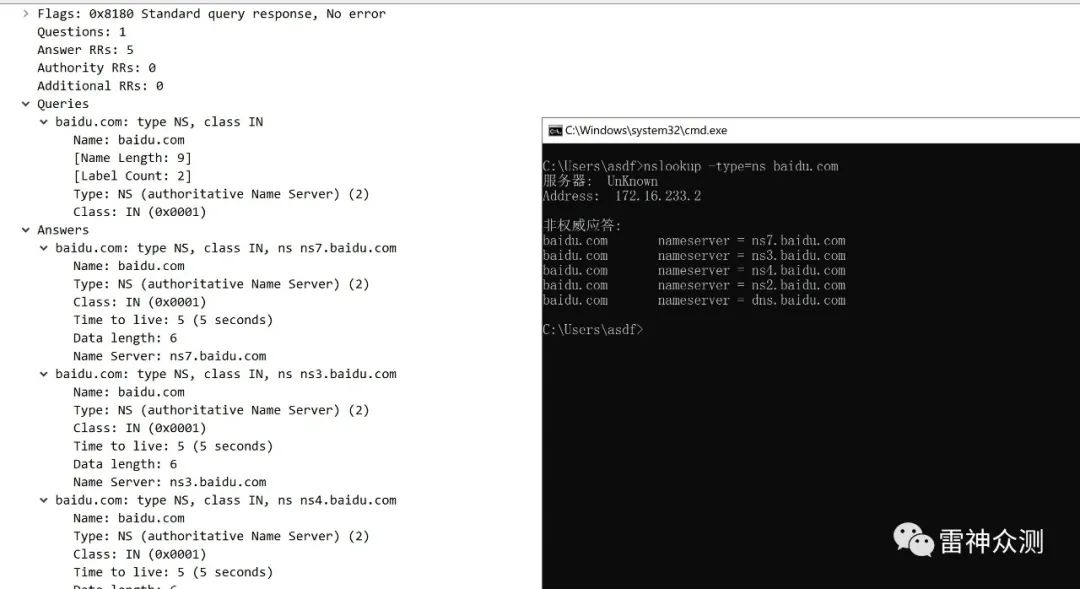 Flags: 0x8180 Standard query response, No error
Questions: 1
Answer RRs: 5
Authority RRs: 0
Additional RRs: 0
Queries
baidu.com: type NS, class IN
Name: baidu.com
[Name Length: 9]
[Label Count: 2]
Type: NS (authoritative Name Server) (2)
Class: IN (0x0001)
Answers
baidu.com: type NS, class IN, ns ns7.baidu.com
Name: baidu.com
Type: NS (authoritative Name Server) (2)
Class: IN (0x0001)
Time to live: 5 (5 seconds)
Data length: 6
Name Server: ns7.baidu.com
baidu.com: type NS, class IN, ns ns3.baidu.com
Name: baidu.com
Type: NS (authoritative Name Server) (2)
Class: IN (0x0001)
Time to live: 5 (5 seconds)
Data length: 6
Name Server: ns3.baidu.com
baidu.com: type NS, class IN, ns ns4.baidu.com
Name: baidu.com
Type: NS (authoritative Name Server) (2)
Class: IN (0x0001)
Time to live: 5 (5 seconds)
Data length: 6
C:\Windows\system32\cmd.exe
C:\Users\asdf>nslookup -type=ns baidu.com
服务器:  UnKnown
Address:  172.16.233.2
非权威应答:
baidu.com       nameserver = ns7.baidu.com
baidu.com       nameserver = ns3.baidu.com
baidu.com       nameserver = ns4.baidu.com
baidu.com       nameserver = ns2.baidu.com
baidu.com       nameserver = dns.baidu.com
C:\Users\asdf>
雷神众测